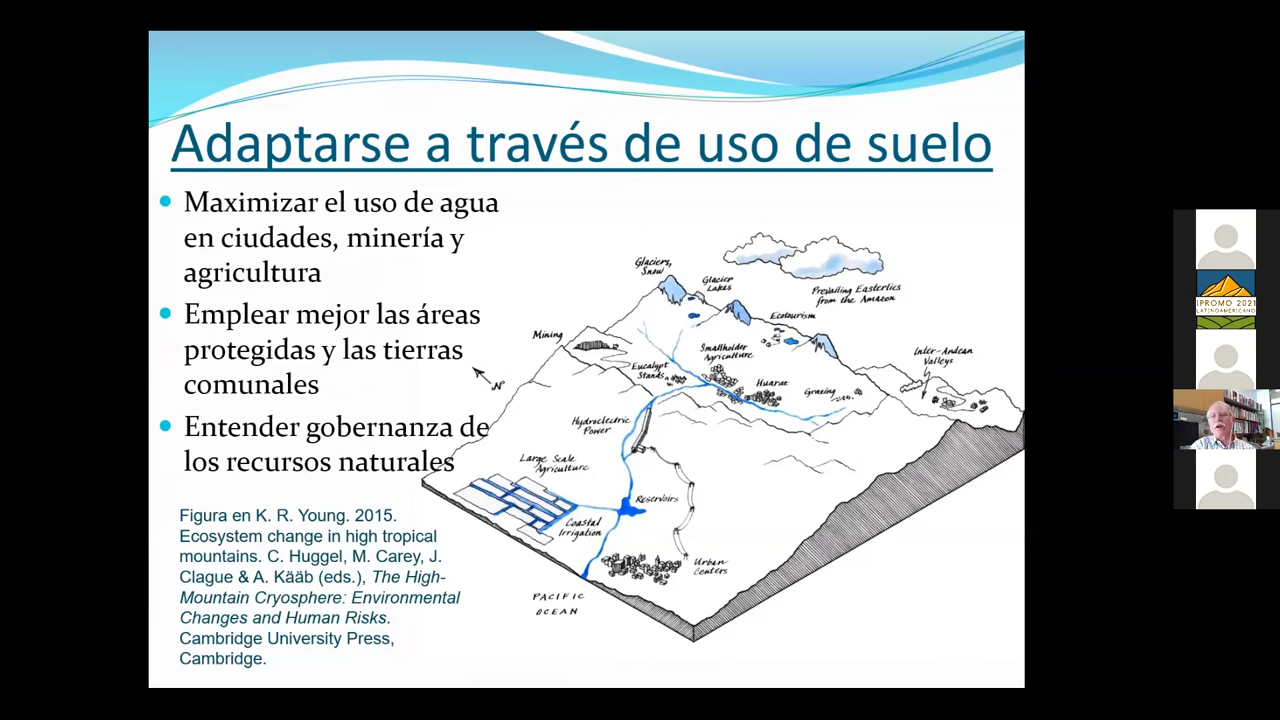 Adaptarse a través de uso de suelo
Maximizar el uso de agua
en ciudades, minería y
agricultura
Emplear mejor las áreas
protegidas y las tierras
comunales
Entender gobernanza de
los recursos naturales
Figura en K. R. Young. 2015.
Ecosystem change in high tropical
mountains. C. Huggel, M. Carey, J.
Clague & A. Kääb (eds.), The High-
Mountain Cryosphere: Environmental
Changes and Human Risks.
Cambridge University Press,
Cambridge.
Glaciers,
Snow
Glacier
Lakes
Prevailing Easterlies
from the Amazon
Ecotourism
Mining
Smallholder
Agriculture
Inter-Andean
Valleys
Eucalypt
Stands
Huaraz
Grazing
N
Hydroelectric
Power
Large Scale
Agriculture
Reservoirs
Coastal
Irrigation
Urban
Centers
PACIFIC
OCEAN
IPROMO 2021
LATINOAMERICANO